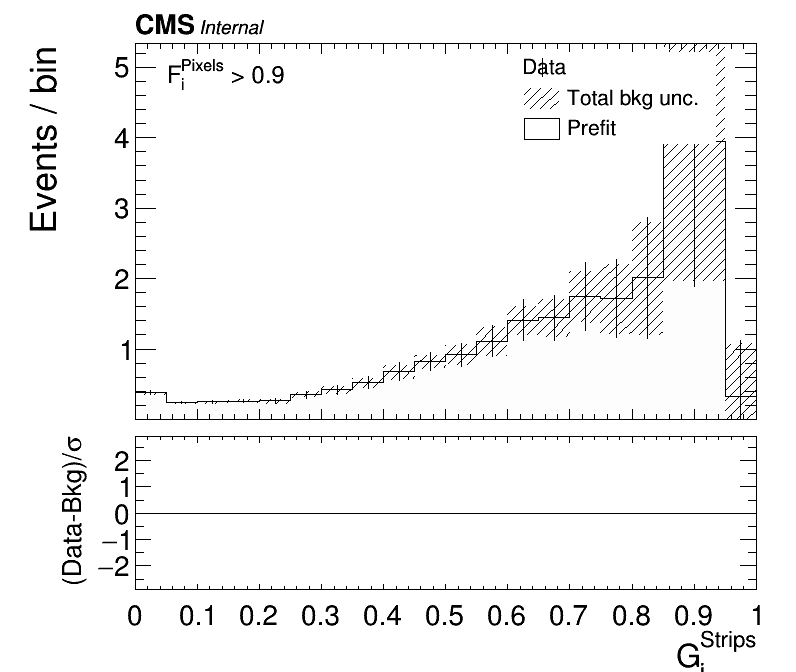 CMS Internal
F_i^Pixels > 0.9
Data
Total bkg unc.
Prefit
Events / bin
5
4
3
2
1
(Data-Bkg)/σ
2
1
0
−1
−2
0 0.1 0.2 0.3 0.4 0.5 0.6 0.7 0.8 0.9 1
G_i^Strips